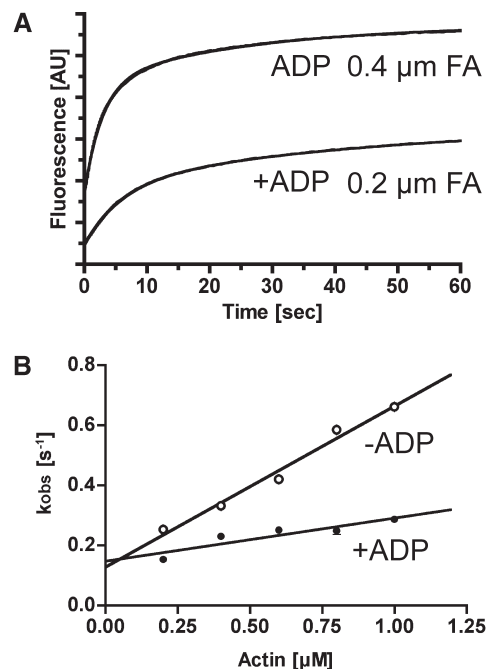 A
Fluorescence [AU]
ADP 0.4 µm FA
+ADP 0.2 µm FA
0 10 20 30 40 50 60
Time [sec]
B
kobs [s-1]
0.8
0.6
0.4
0.2
0.0
-ADP
+ADP
0.00 0.25 0.50 0.75 1.00 1.25
Actin [µM]